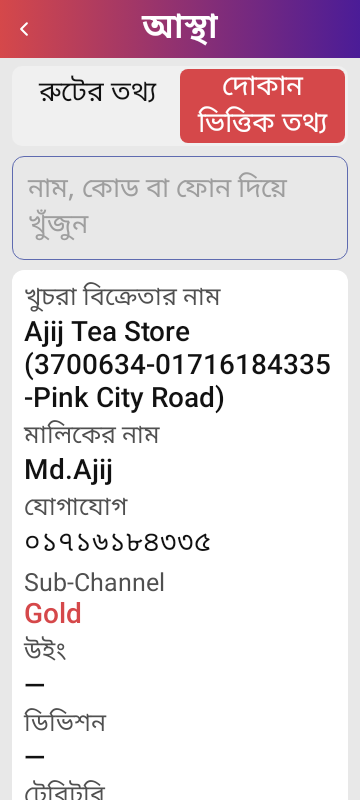 আস্থা
রুটের তথ্য
দোকান
ভিত্তিক তথ্য
নাম, কোড বা ফোন দিয়ে
খুঁজুন
খুচরা বিক্রেতার নাম
Ajij Tea Store
(3700634-01716184335
-Pink City Road)
মালিকের নাম
Md.Ajij
যোগাযোগ
০১৭১৬১৮৪৩৩৫
Sub-Channel
Gold
উইং
—
ডিভিশন
—
টেরিটরি